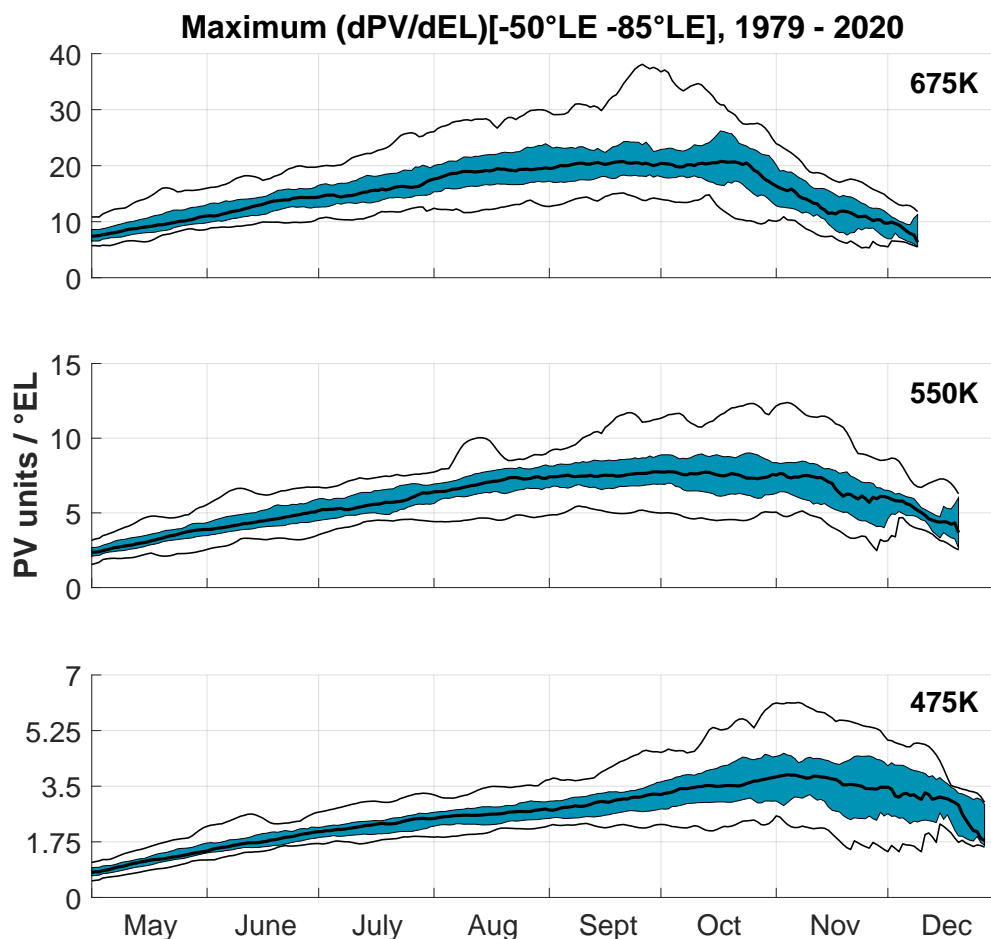 Maximum (dPV/dEL)[-50°LE -85°LE], 1979 - 2020
40
675K
30
20
10
0
PV units / °EL
15
550K
10
5
0
7
475K
5.25
3.5
1.75
0
May June July Aug Sept Oct Nov Dec